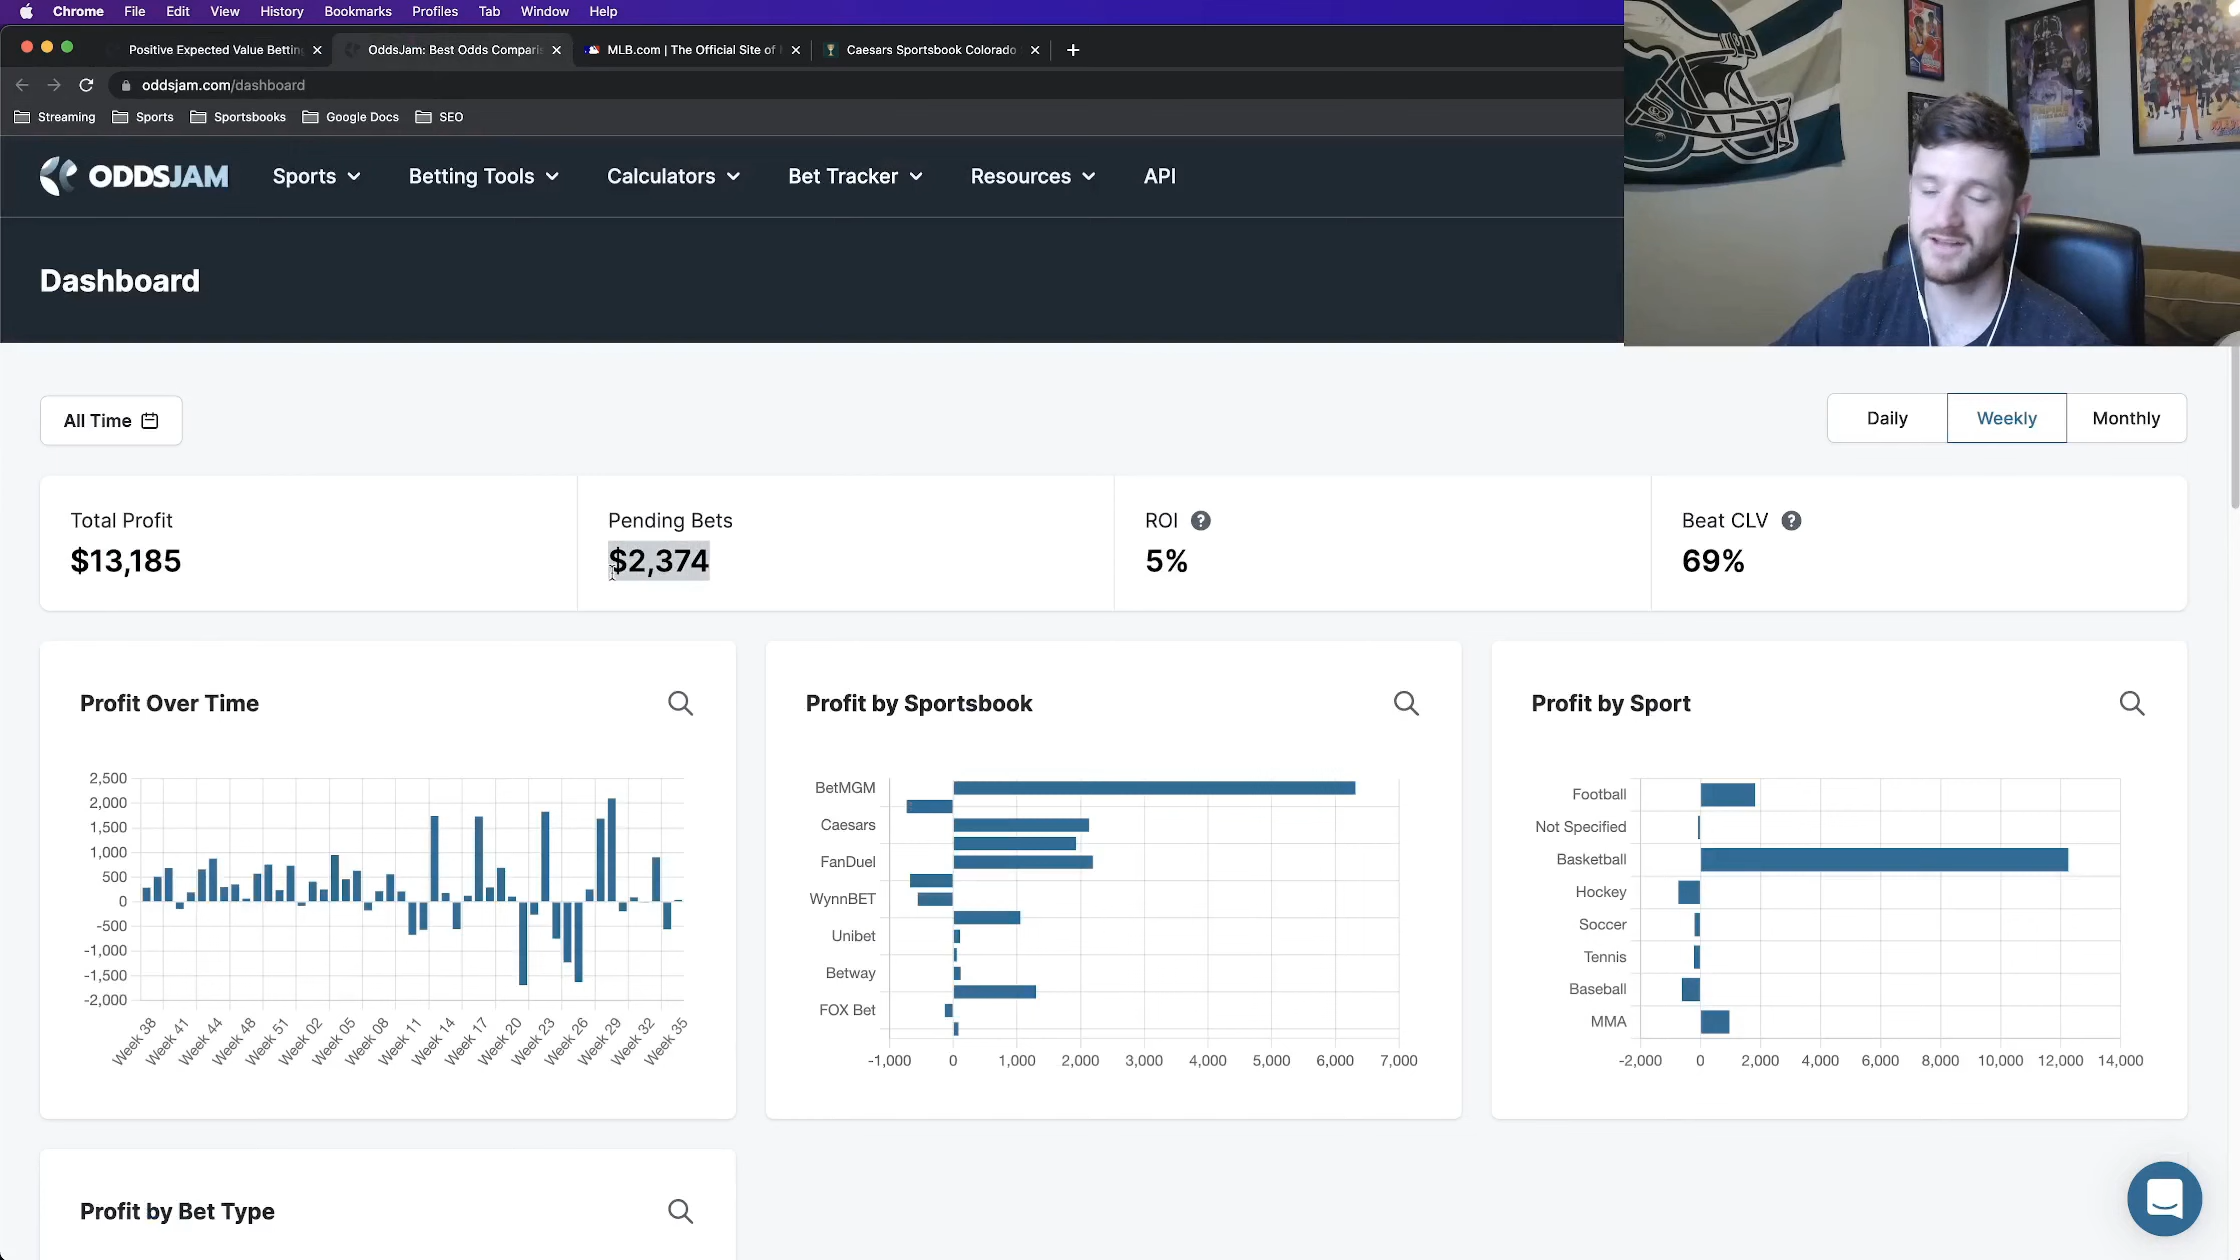 Chrome File Edit View History Bookmarks Profiles Tab Window Help
Positive Expected Value Betting
OddsJam: Best Odds Comparis
MLB.com | The Official Site of
Caesars Sportsbook Colorado
oddsjam.com/dashboard
Streaming Sports Sportsbooks Google Docs SEO
ODDSJAM Sports Betting Tools Calculators Bet Tracker Resources API
Dashboard
All Time
Daily Weekly Monthly
Total Profit
$13,185
Pending Bets
$2,374
ROI ?
5%
Beat CLV ?
69%
Profit Over Time
2,500
2,000
1,500
1,000
500
0
-500
-1,000
-1,500
-2,000
Week 38 Week 41 Week 44 Week 48 Week 51 Week 02 Week 05 Week 08 Week 11 Week 14 Week 17 Week 20 Week 23 Week 26 Week 29 Week 32 Week 35
Profit by Sportsbook
BetMGM
Caesars
FanDuel
WynnBET
Unibet
Betway
FOX Bet
-1,000 0 1,000 2,000 3,000 4,000 5,000 6,000 7,000
Profit by Sport
Football
Not Specified
Basketball
Hockey
Soccer
Tennis
Baseball
MMA
-2,000 0 2,000 4,000 6,000 8,000 10,000 12,000 14,000
Profit by Bet Type